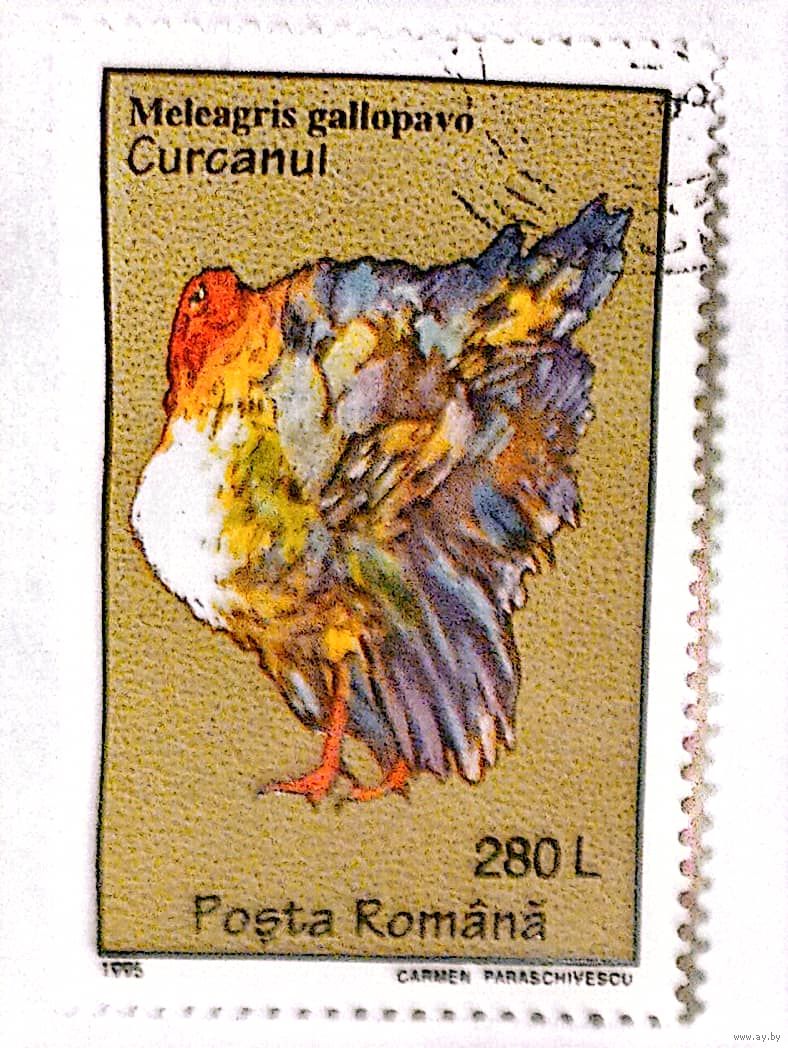 Meleagris gallopavo
Curcanul
280 L
Poşta Română
CARMEN PARASCHIVESCU
www.ay.by